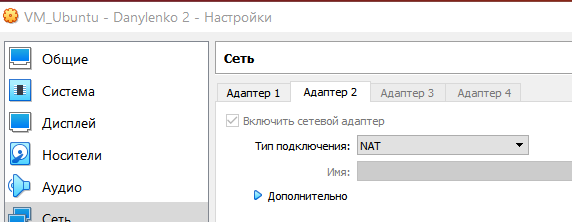 VM_Ubuntu - Danylenko 2 - Настройки
Общие
Система
Дисплей
Носители
Аудио
Сеть
Сеть
Адаптер 1 Адаптер 2 Адаптер 3 Адаптер 4
Включить сетевой адаптер
Тип подключения: NAT
Имя:
Дополнительно